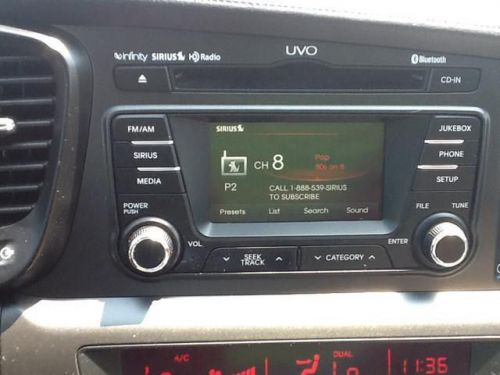 infinity SIRIUS HD Radio UVO Bluetooth
CD-IN
FM/AM JUKEBOX
SIRIUS PHONE
MEDIA SETUP
SIRIUS
CH 8 Pop
80s on 8
P2 CALL 1-888-539-SIRIUS
TO SUBSCRIBE
Presets List Search Sound
POWER
PUSH
FILE TUNE
VOL ENTER
SEEK
TRACK
CATEGORY
A/C DUAL
11:36